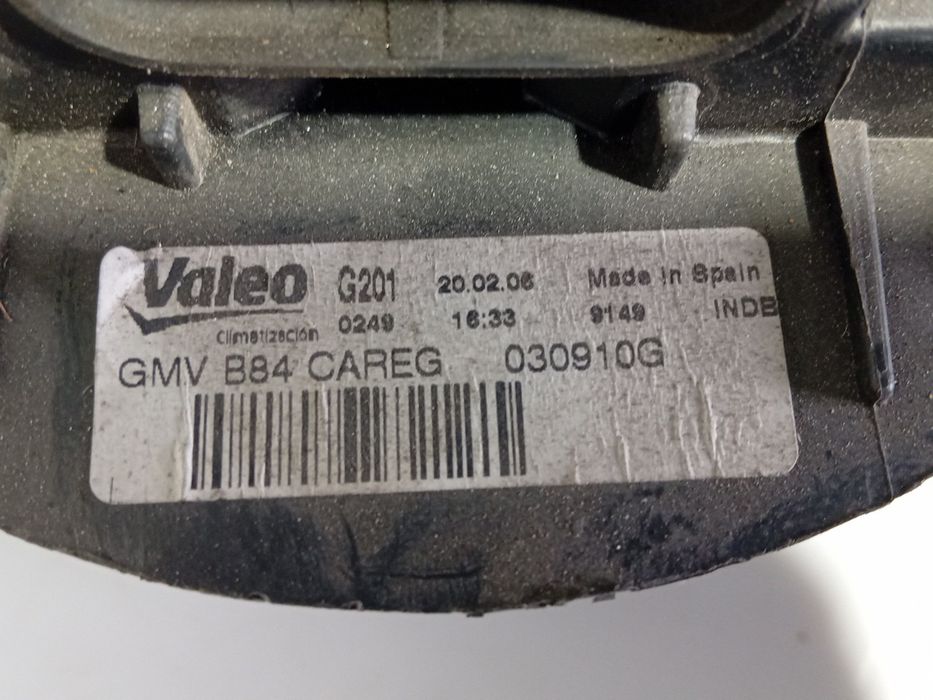 Valeo G201 20.02.06 Made in Spain
Climatización 0249 16:33 9149 INDB
GMV B84 CAREG 030910G